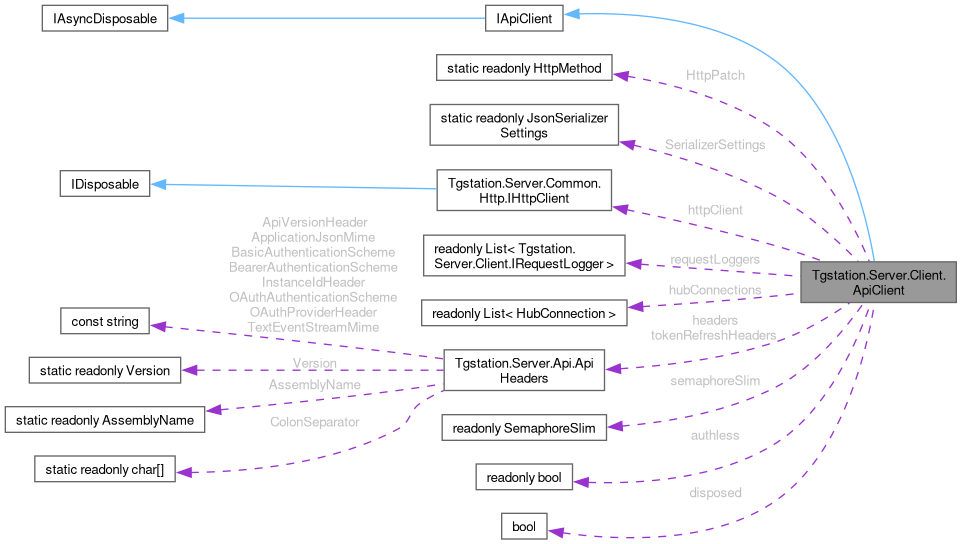 IAsyncDisposable
IApiClient
static readonly HttpMethod
HttpPatch
static readonly JsonSerializer
Settings
SerializerSettings
IDisposable
Tgstation.Server.Common.
Http.IHttpClient
httpClient
ApiVersionHeader
ApplicationJsonMime
BasicAuthenticationScheme
BearerAuthenticationScheme
InstanceIdHeader
OAuthAuthenticationScheme
OAuthProviderHeader
TextEventStreamMime
readonly List< Tgstation.
Server.Client.IRequestLogger >
requestLoggers
Tgstation.Server.Client.
ApiClient
hubConnections
readonly List< HubConnection >
const string
headers
tokenRefreshHeaders
Version
static readonly Version
Tgstation.Server.Api.Api
Headers
AssemblyName
semaphoreSlim
static readonly AssemblyName
ColonSeparator
readonly SemaphoreSlim
authless
static readonly char[]
readonly bool
disposed
bool